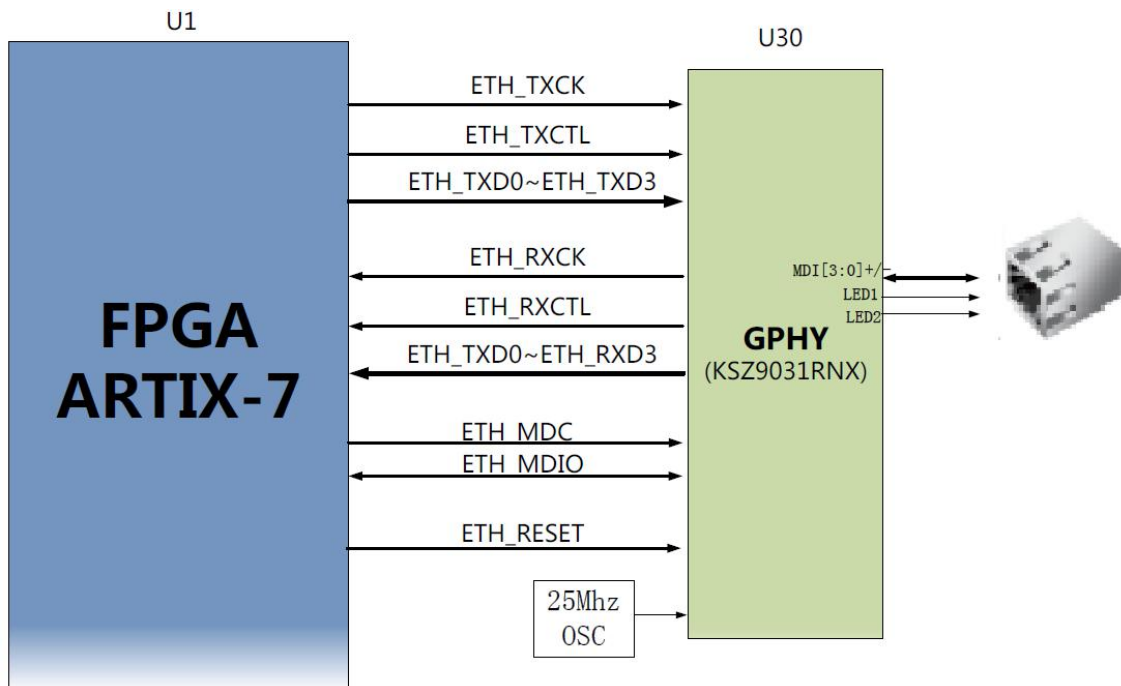 U1
U30
ETH_TXCK
ETH_TXCTL
ETH_TXD0~ETH_TXD3
ETH_RXCK
ETH_RXCTL
ETH_TXD0~ETH_RXD3
ETH_MDC
ETH_MDIO
ETH_RESET
FPGA
ARTIX-7
MDI[3:0]+/-
LED1
LED2
GPHY
(KSZ9031RNX)
25Mhz
OSC